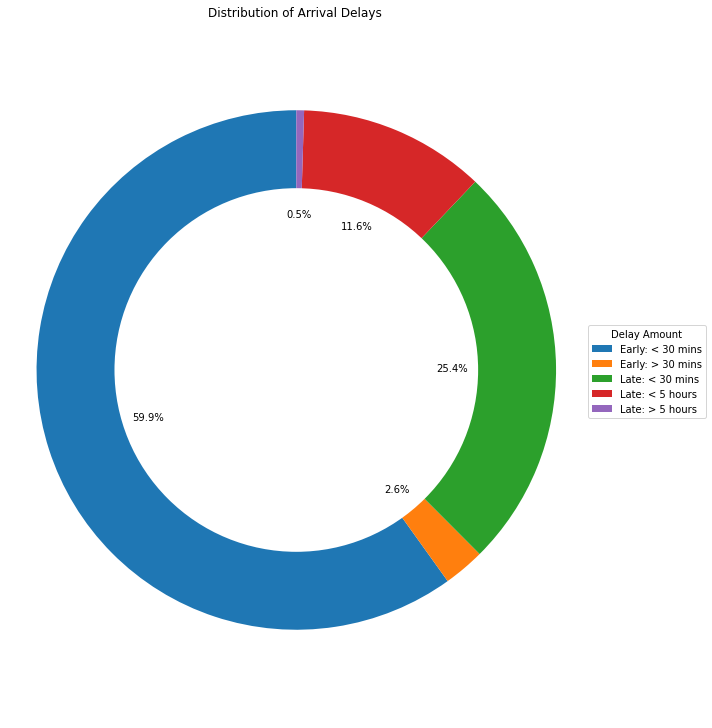 Distribution of Arrival Delays
0.5%
11.6%
25.4%
59.9%
2.6%
Delay Amount
Early: < 30 mins
Early: > 30 mins
Late: < 30 mins
Late: < 5 hours
Late: > 5 hours